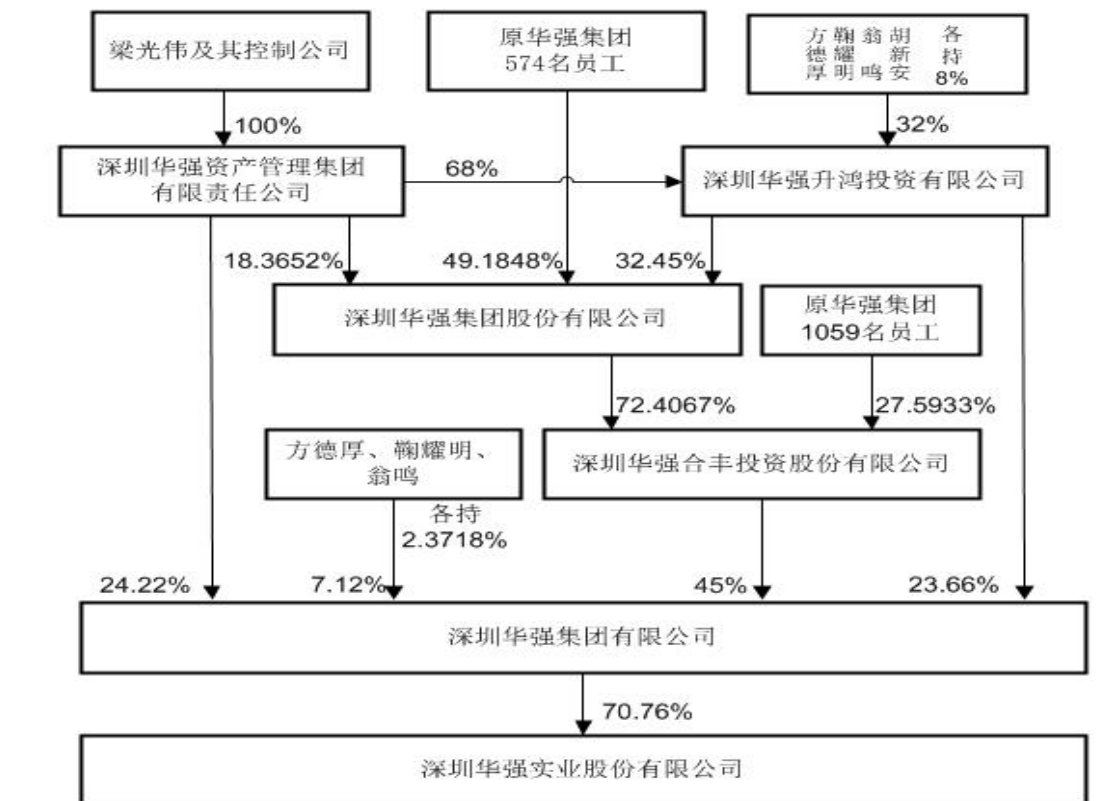 梁光伟及其控制公司
原华强集团
574名员工
方德厚
鞠耀明
翁鸣
胡新安
各持
8%
100%
32%
深圳华强资产管理集团
有限责任公司
68%
深圳华强升鸿投资有限公司
18.3652%
49.1848%
32.45%
深圳华强集团股份有限公司
原华强集团
1059名员工
72.4067%
27.5933%
方德厚、鞠耀明、
翁鸣
深圳华强合丰投资股份有限公司
各持
2.3718%
24.22%
7.12%
45%
23.66%
深圳华强集团有限公司
70.76%
深圳华强实业股份有限公司